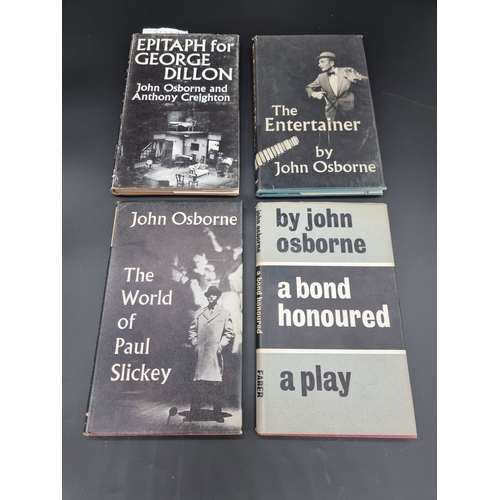 EPITAPH for
GEORGE
DILLON
John Osborne and
Anthony Creighton
The
Entertainer
by
John Osborne
John Osborne
The
World
of
Paul
Slickey
john osborne
a bond honoured
FABER
by john
osborne
a bond
honoured
a play